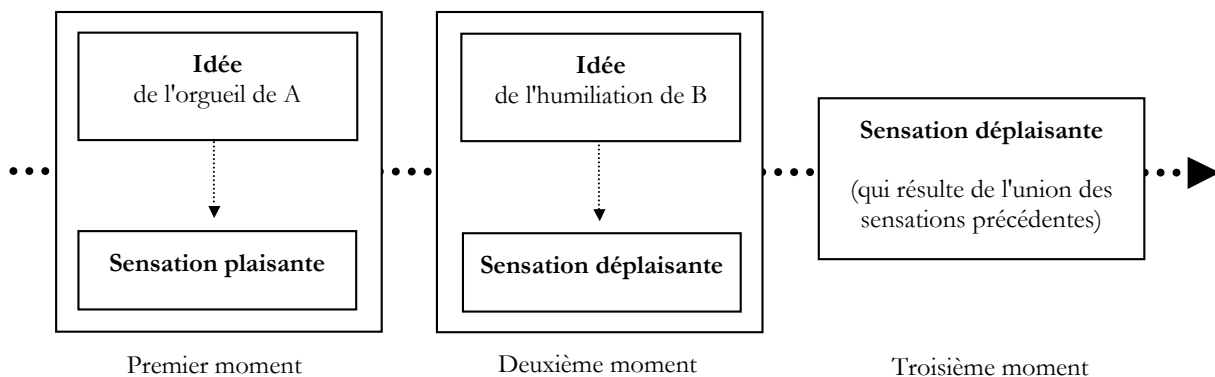 Idée
de l'orgueil de A
Sensation plaisante
Premier moment
Idée
de l'humiliation de B
Sensation déplaisante
Deuxième moment
Sensation déplaisante
(qui résulte de l'union des
sensations précédentes)
Troisième moment